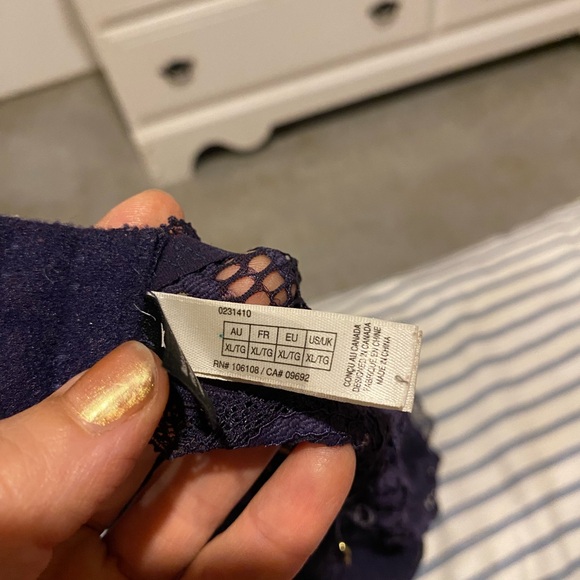 0231410
AU FR EU US/UK
XL/TG XL/TG XL/TG XL/TG
RN# 106108 / CA# 09692
CONÇU AU CANADA
DESIGNED IN CANADA
FABRIQUÉ EN CHINE
MADE IN CHINA